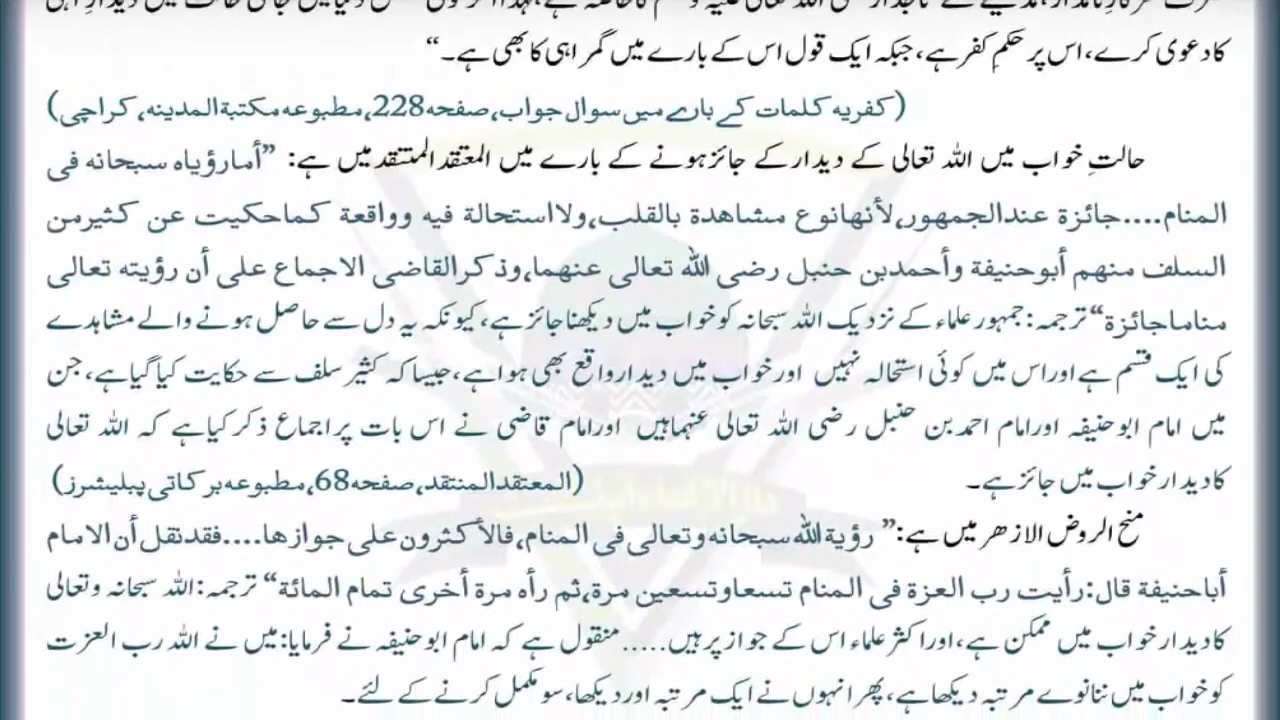 کا دعوی کرے، اس پر حکمِ کفر ہے، جبکہ ایک قول اس کے بارے میں گمراہی کا بھی ہے۔“
(کفریہ کلمات کے بارے میں سوال جواب، صفحہ 228، مطبوعہ مکتبۃ المدینہ، کراچی)
حالتِ خواب میں اللہ تعالی کے دیدار کے جائز ہونے کے بارے میں المعتقد المنتقد میں ہے: ”أما رؤیاہ سبحانہ فی
المنام....جائزة عند الجمهور، لأنها نوع مشاهدة بالقلب، ولا استحالة فيه وواقعة كما حكيت عن كثير من
السلف منهم أبو حنيفة وأحمد بن حنبل رضی الله تعالى عنهما، وذكر القاضی الاجماع على أن رؤيته تعالى
مناما جائزة“ ترجمہ: جمہور علماء کے نزدیک اللہ سبحانہ کو خواب میں دیکھنا جائز ہے، کیونکہ یہ دل سے حاصل ہونے والے مشاہدے
کی ایک قسم ہے اور اس میں کوئی استحالہ نہیں اور خواب میں دیدار واقع بھی ہوا ہے، جیسا کہ کثیر سلف سے حکایت کیا گیا ہے، جن
میں امام ابو حنیفہ اور امام احمد بن حنبل رضی اللہ تعالی عنہما ہیں اور امام قاضی نے اس بات پر اجماع ذکر کیا ہے کہ اللہ تعالی
کا دیدار خواب میں جائز ہے۔ (المعتقد المنتقد، صفحہ 68، مطبوعہ برکاتی پبلیشرز)
منح الروض الازھر میں ہے: ”رؤية الله سبحانه وتعالى فی المنام، فالأكثرون على جوازها....فقد نقل أن الامام
أبا حنيفة قال: رأيت رب العزة فی المنام تسعا وتسعين مرة، ثم رأه مرة أخرى تمام المائة“ ترجمہ: اللہ سبحانہ وتعالی
کا دیدار خواب میں ممکن ہے، اور اکثر علماء اس کے جواز پر ہیں..... منقول ہے کہ امام ابو حنیفہ نے فرمایا: میں نے اللہ رب العزت
کو خواب میں ننانوے مرتبہ دیکھا ہے، پھر انہوں نے ایک مرتبہ اور دیکھا، سو مکمل کرنے کے لئے۔